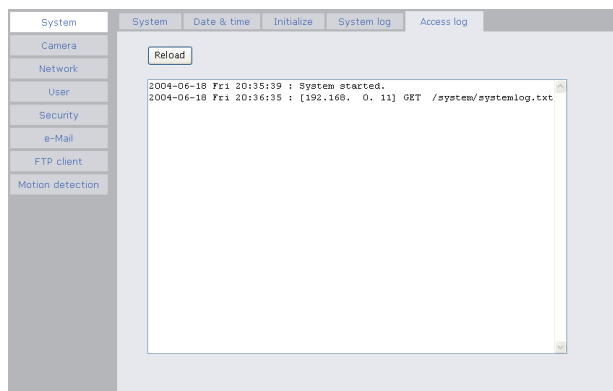 System
Camera
Network
User
Security
e-Mail
FTP client
Motion detection
System Date & time Initialize System log Access log
Reload
2004-06-18 Fri 20:35:39 : System started.
2004-06-18 Fri 20:36:35 : [192.168.  0. 11] GET  /system/systemlog.txt